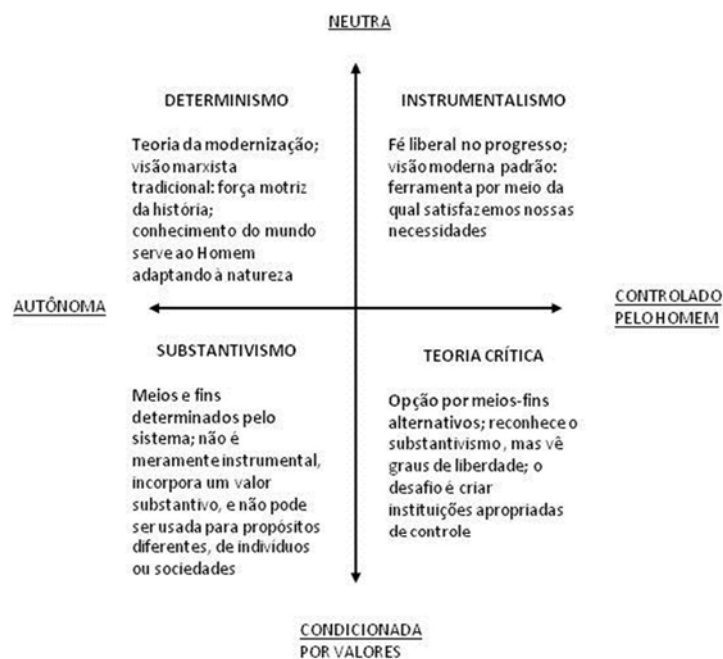 NEUTRA
DETERMINISMO
Teoria da modernização;
visão marxista
tradicional: força motriz
da história;
conhecimento do mundo
serve ao Homem
adaptando à natureza
INSTRUMENTALISMO
Fé liberal no progresso;
visão moderna padrão:
ferramenta por meio da
qual satisfazemos nossas
necessidades
AUTÔNOMA
CONTROLADO
PELO HOMEM
SUBSTANTIVISMO
Meios e fins
determinados pelo
sistema; não é
meramente instrumental,
incorpora um valor
substantivo, e não pode
ser usada para propósitos
diferentes, de indivíduos
ou sociedades
TEORIA CRÍTICA
Opção por meios-fins
alternativos; reconhece o
substantivismo, mas vê
graus de liberdade; o
desafio é criar
instituições apropriadas
de controle
CONDICIONADA
POR VALORES